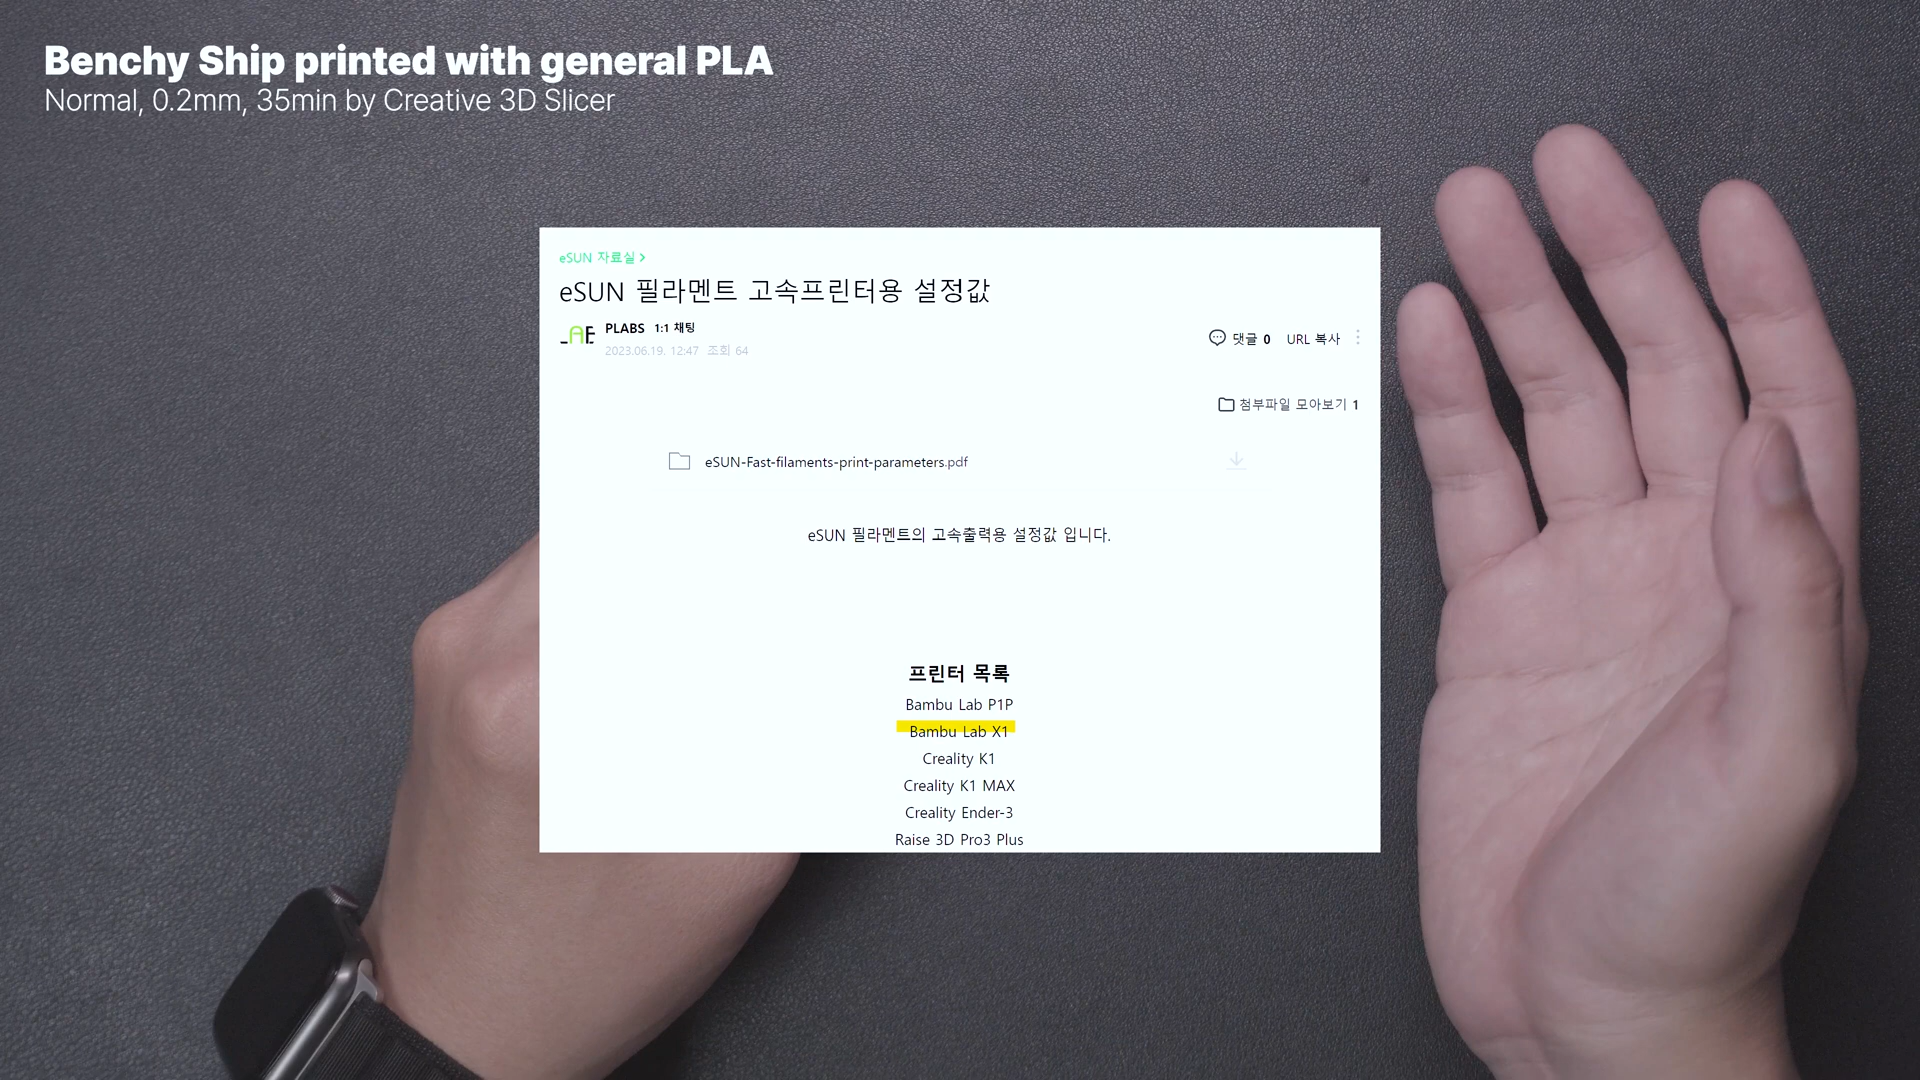 Benchy Ship printed with general PLA
Normal, 0.2mm, 35min by Creative 3D Slicer
eSUN 자료실 >
eSUN 필라멘트 고속프린터용 설정값
PLABS 1:1 채팅
2023.06.19. 12:47 조회 64
댓글 0 URL 복사
첨부파일 모아보기 1
eSUN-Fast-filaments-print-parameters.pdf
eSUN 필라멘트의 고속출력용 설정값 입니다.
프린터 목록
Bambu Lab P1P
Bambu Lab X1
Creality K1
Creality K1 MAX
Creality Ender-3
Raise 3D Pro3 Plus